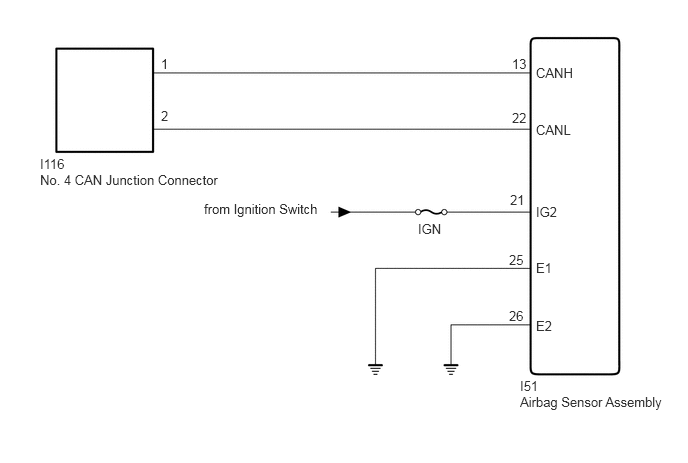 1
13
CANH
2
22
CANL
I116
No. 4 CAN Junction Connector
from Ignition Switch
IGN
21
IG2
25
E1
26
E2
I51
Airbag Sensor Assembly